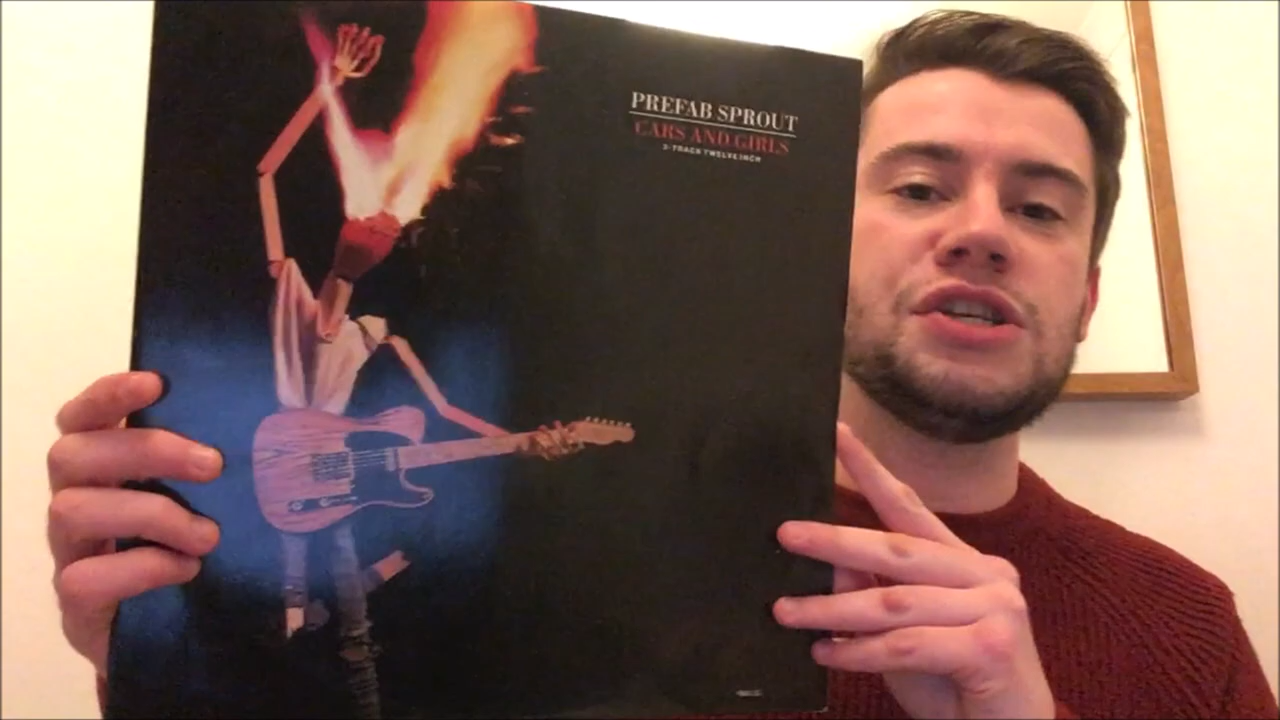 PREFAB SPROUT
CARS AND GIRLS
3-TRACK TWELVE INCH